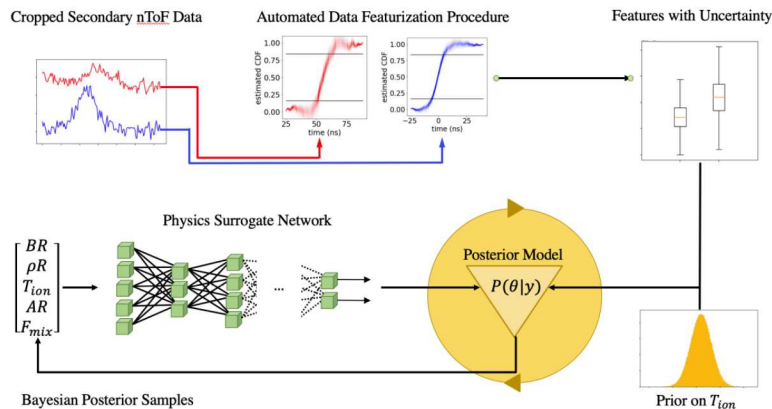 Cropped Secondary nToF Data
Automated Data Featurization Procedure
Features with Uncertainty
estimated CDF
1.00
0.75
0.50
0.25
0.00
25 50 75
time (ns)
estimated CDF
1.00
0.75
0.50
0.25
0.00
−25 0 25
time (ns)
Physics Surrogate Network
Posterior Model
P(θ|y)
BR
ρR
T_ion
AR
F_mix
...
Bayesian Posterior Samples
Prior on T_ion